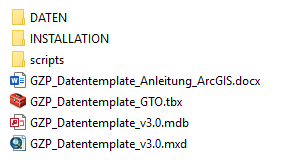 DATEN
INSTALLATION
scripts
GZP_Datentemplate_Anleitung_ArcGIS.docx
GZP_Datentemplate_GTO.tbx
GZP_Datentemplate_v3.0.mdb
GZP_Datentemplate_v3.0.mxd